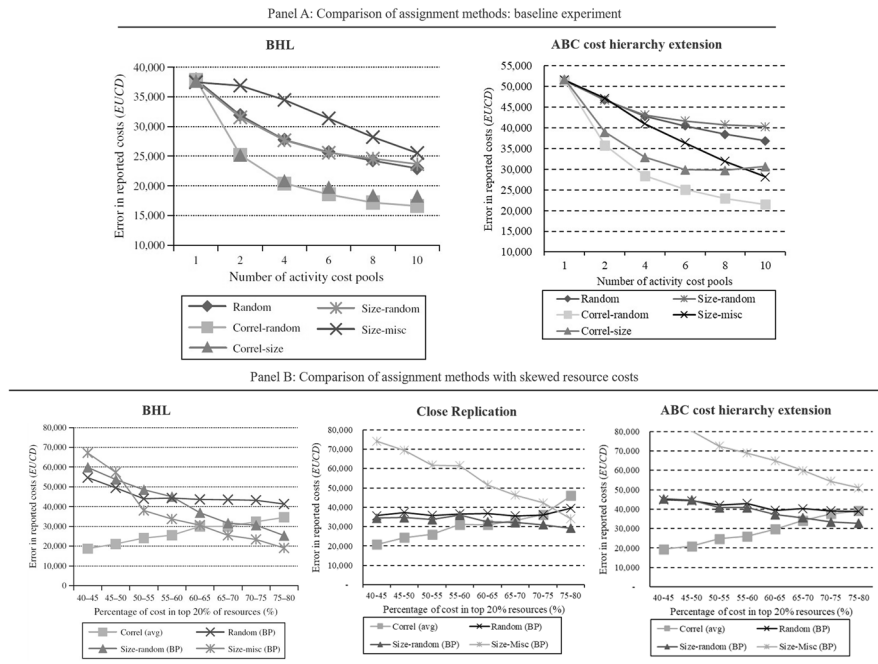 Panel A: Comparison of assignment methods: baseline experiment
BHL
Error in reported costs (EUCD)
40,000
35,000
30,000
25,000
20,000
15,000
10,000
1 2 4 6 8 10
Number of activity cost pools
Random Size-random
Correl-random Size-misc
Correl-size
ABC cost hierarchy extension
Error in reported costs (EUCD)
55,000
50,000
45,000
40,000
35,000
30,000
25,000
20,000
15,000
10,000
1 2 4 6 8 10
Number of activity cost pools
Random Size-random
Correl-random Size-misc
Correl-size
Panel B: Comparison of assignment methods with skewed resource costs
BHL
Error in reported costs (EUCD)
80,000
70,000
60,000
50,000
40,000
30,000
20,000
10,000
0
40–45 45–50 50–55 55–60 60–65 65–70 70–75 75–80
Percentage of cost in top 20% of resources (%)
Correl (avg) Random (BP)
Size-random (BP) Size-misc (BP)
Close Replication
Error in reported costs (EUCD)
80,000
70,000
60,000
50,000
40,000
30,000
20,000
10,000
-
40–45 45–50 50–55 55–60 60–65 65–70 70–75 75–80
Percentage of cost in top 20% resources (%)
Correl (avg) Random (BP)
Size-random (BP) Size-Misc (BP)
ABC cost hierarchy extension
Error in reported costs (EUCD)
80,000
70,000
60,000
50,000
40,000
30,000
20,000
10,000
-
40–45 45–50 50–55 55–60 60–65 65–70 70–75 75–80
Percentage of cost in top 20% resources (%)
Correl (avg) Random (BP)
Size-random (BP) Size-Misc (BP)